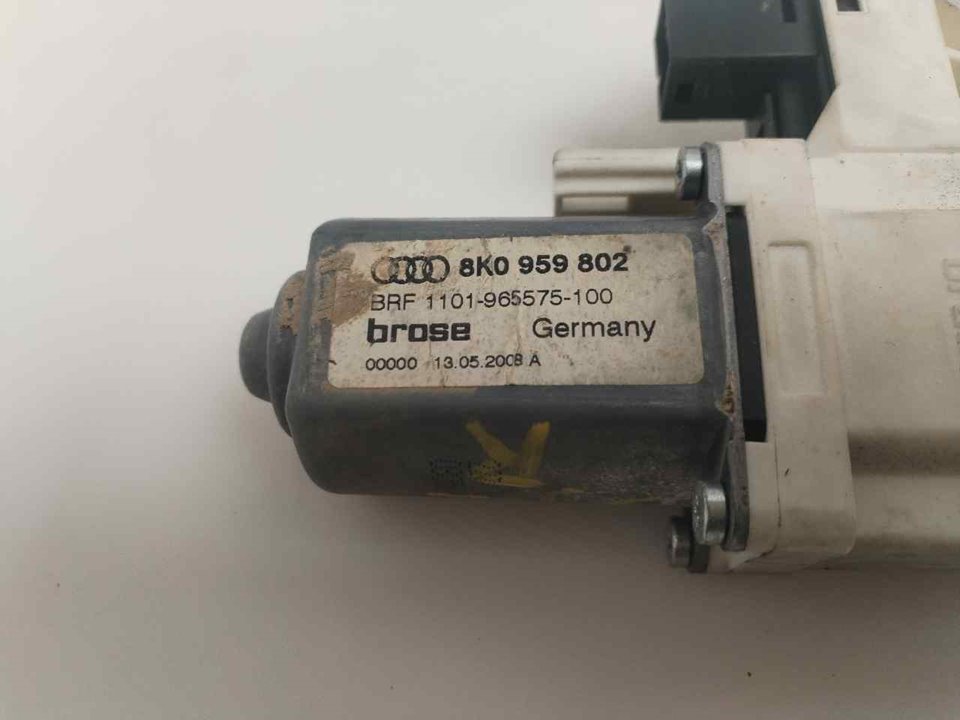 8K0 959 802
BRF 1101-965575-100
brose Germany
00000 13.05.2008 A